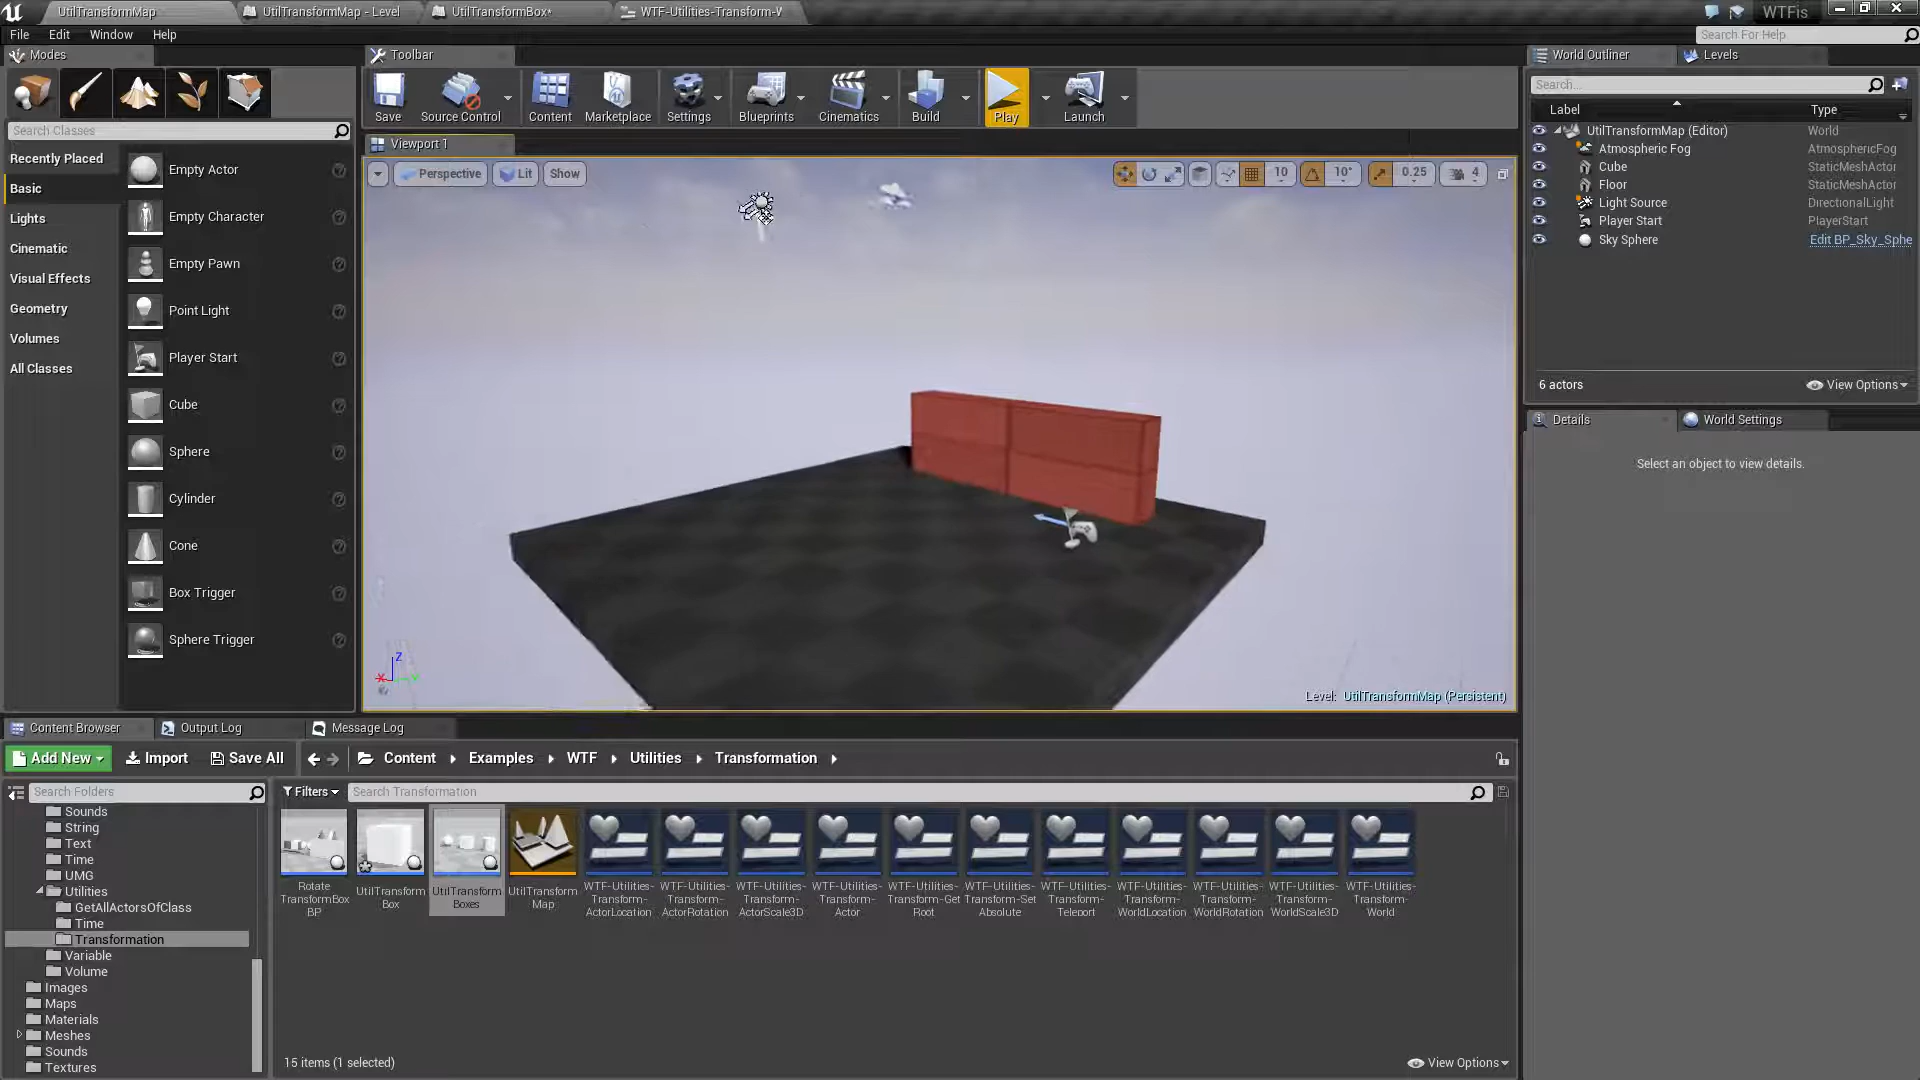 UtilTransformMap
UtilTransformMap - Level
UtilTransformBox*
WTF-Utilities-Transform-W
WTFis
File Edit Window Help
Search For Help
Modes
Toolbar
World Outliner
Levels
Save
Source Control
Content
Marketplace
Settings
Blueprints
Cinematics
Build
Play
Launch
Search...
Label Type
Search Classes
Viewport 1
Perspective
Lit
Show
10
10°
0.25
4
UtilTransformMap (Editor) World
Atmospheric Fog AtmosphericFog
Cube StaticMeshActor
Floor StaticMeshActor
Light Source DirectionalLight
Player Start PlayerStart
Sky Sphere Edit BP_Sky_Sphe
6 actors
View Options
Details
World Settings
Select an object to view details.
Recently Placed
Basic
Lights
Cinematic
Visual Effects
Geometry
Volumes
All Classes
Empty Actor
Empty Character
Empty Pawn
Point Light
Player Start
Cube
Sphere
Cylinder
Cone
Box Trigger
Sphere Trigger
Z
X
Y
Level: UtilTransformMap (Persistent)
Content Browser
Output Log
Message Log
Add New
Import
Save All
Content
Examples
WTF
Utilities
Transformation
Search Folders
Filters
Search Transformation
Sounds
String
Text
Time
UMG
Utilities
GetAllActorsOfClass
Time
Transformation
Variable
Volume
Images
Maps
Materials
Meshes
Sounds
Textures
Rotate
TransformBox
BP
UtilTransform
Box
UtilTransform
Boxes
UtilTransform
Map
WTF-Utilities-
Transform-
ActorLocation
WTF-Utilities-
Transform-
ActorRotation
WTF-Utilities-
Transform-
ActorScale3D
WTF-Utilities-
Transform-
Actor
WTF-Utilities-
Transform-Get
Root
WTF-Utilities-
Transform-Set
Absolute
WTF-Utilities-
Transform-
Teleport
WTF-Utilities-
Transform-
WorldLocation
WTF-Utilities-
Transform-
WorldRotation
WTF-Utilities-
Transform-
WorldScale3D
WTF-Utilities-
Transform-
World
15 items (1 selected)
View Options